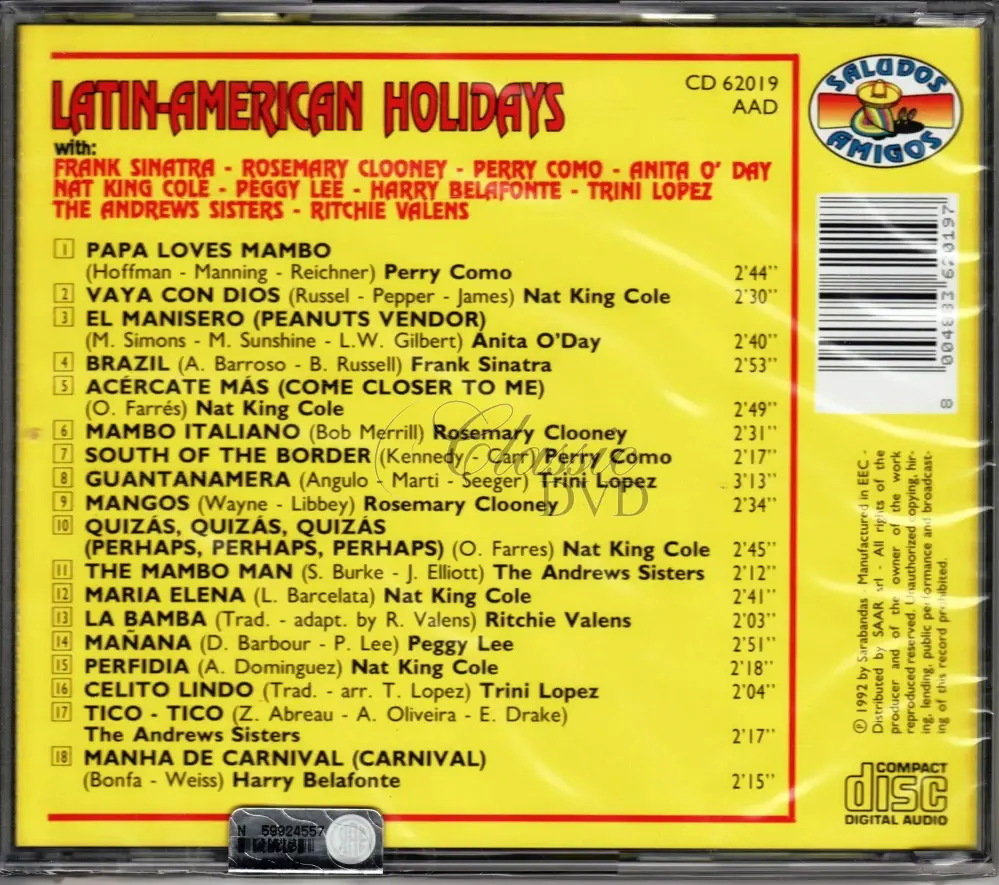 LATIN-AMERICAN HOLIDAYS
with:
FRANK SINATRA - ROSEMARY CLOONEY - PERRY COMO - ANITA O' DAY
NAT KING COLE - PEGGY LEE - HARRY BELAFONTE - TRINI LOPEZ
THE ANDREWS SISTERS - RITCHIE VALENS
CD 62019
AAD
SALUDOS
AMIGOS
1 PAPA LOVES MAMBO
(Hoffman - Manning - Reichner) Perry Como 2'44"
2 VAYA CON DIOS (Russel - Pepper - James) Nat King Cole 2'30"
3 EL MANISERO (PEANUTS VENDOR)
(M. Simons - M. Sunshine - L.W. Gilbert) Anita O'Day 2'40"
4 BRAZIL (A. Barroso - B. Russell) Frank Sinatra 2'53"
5 ACÉRCATE MÁS (COME CLOSER TO ME)
(O. Farrés) Nat King Cole 2'49"
6 MAMBO ITALIANO (Bob Merrill) Rosemary Clooney 2'31"
7 SOUTH OF THE BORDER (Kennedy - Carr) Perry Como 2'17"
8 GUANTANAMERA (Angulo - Marti - Seeger) Trini Lopez 3'13"
9 MANGOS (Wayne - Libbey) Rosemary Clooney 2'34"
10 QUIZÁS, QUIZÁS, QUIZÁS
(PERHAPS, PERHAPS, PERHAPS) (O. Farres) Nat King Cole 2'45"
11 THE MAMBO MAN (S. Burke - J. Elliott) The Andrews Sisters 2'12"
12 MARIA ELENA (L. Barcelata) Nat King Cole 2'41"
13 LA BAMBA (Trad. - adapt. by R. Valens) Ritchie Valens 2'03"
14 MAÑANA (D. Barbour - P. Lee) Peggy Lee 2'51"
15 PERFIDIA (A. Dominguez) Nat King Cole 2'18"
16 CELITO LINDO (Trad. - arr. T. Lopez) Trini Lopez 2'04"
17 TICO - TICO (Z. Abreau - A. Oliveira - E. Drake)
The Andrews Sisters 2'17"
18 MANHA DE CARNIVAL (CARNIVAL)
(Bonfa - Weiss) Harry Belafonte 2'15"
Classic
DVD
8 004883 620197
℗ 1992 by Sarabandas - Manufactured in EEC -
Distributed by SAAR srl - All rights of the
producer and of the owner of the work
reproduced reserved. Unauthorized copying, hir-
ing, lending, public performance and broadcast-
ing of this record prohibited.
COMPACT
disc
DIGITAL AUDIO
N 59924557